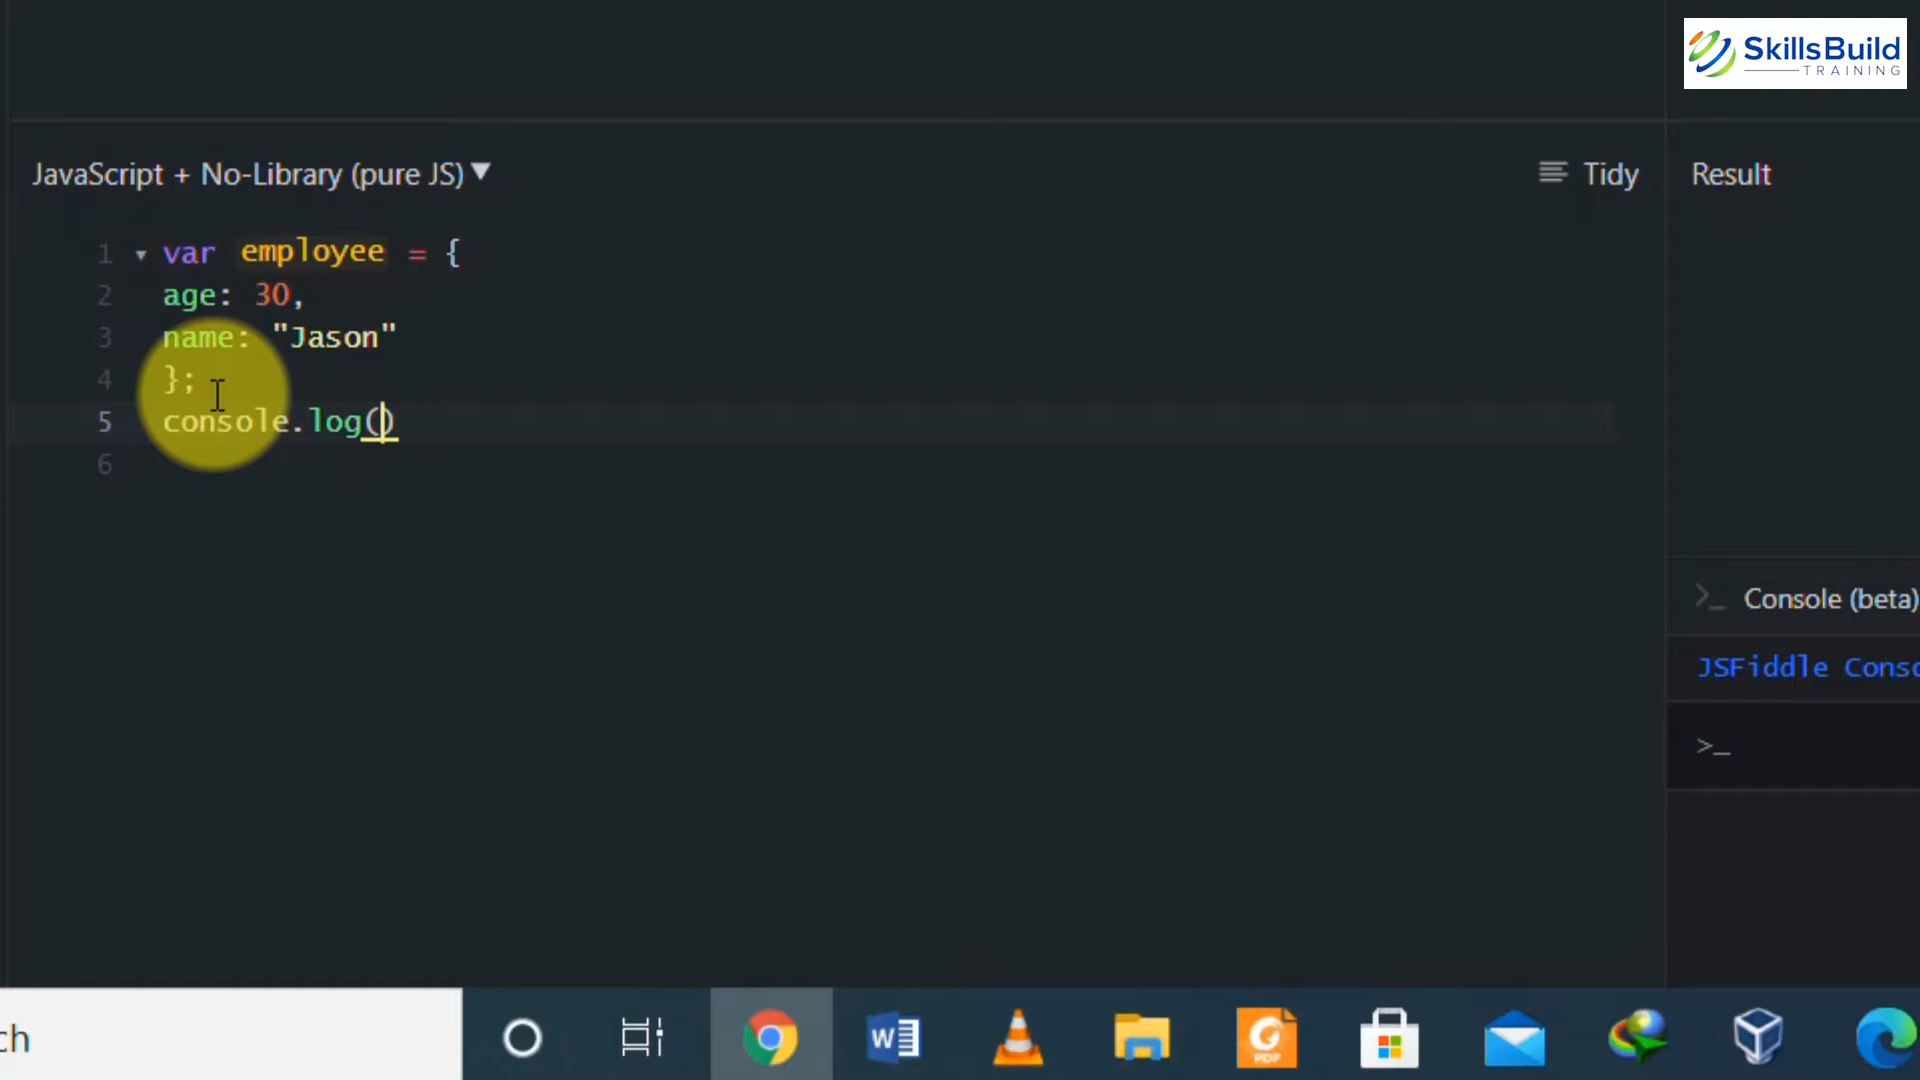 SkillsBuild
TRAINING
JavaScript + No-Library (pure JS) ▼
Tidy
Result
1 var employee = {
2 age: 30,
3 name: "Jason"
4 };
5 console.log()
6
>_ Console (beta)
JSFiddle Conso
>_
ch
W
G
PDF